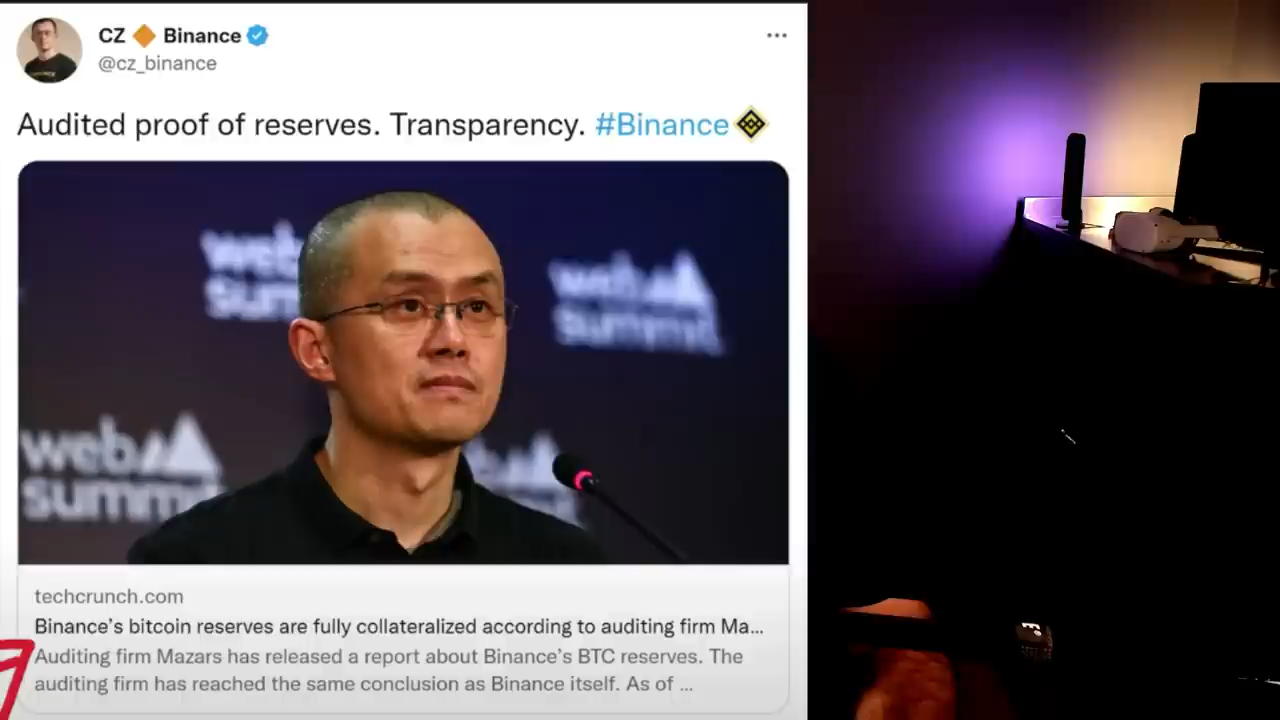 CZ 🔶 Binance
@cz_binance
Audited proof of reserves. Transparency. #Binance
web
summit
web
summit
web
summit
techcrunch.com
Binance's bitcoin reserves are fully collateralized according to auditing firm Ma...
Auditing firm Mazars has released a report about Binance's BTC reserves. The
auditing firm has reached the same conclusion as Binance itself. As of ...